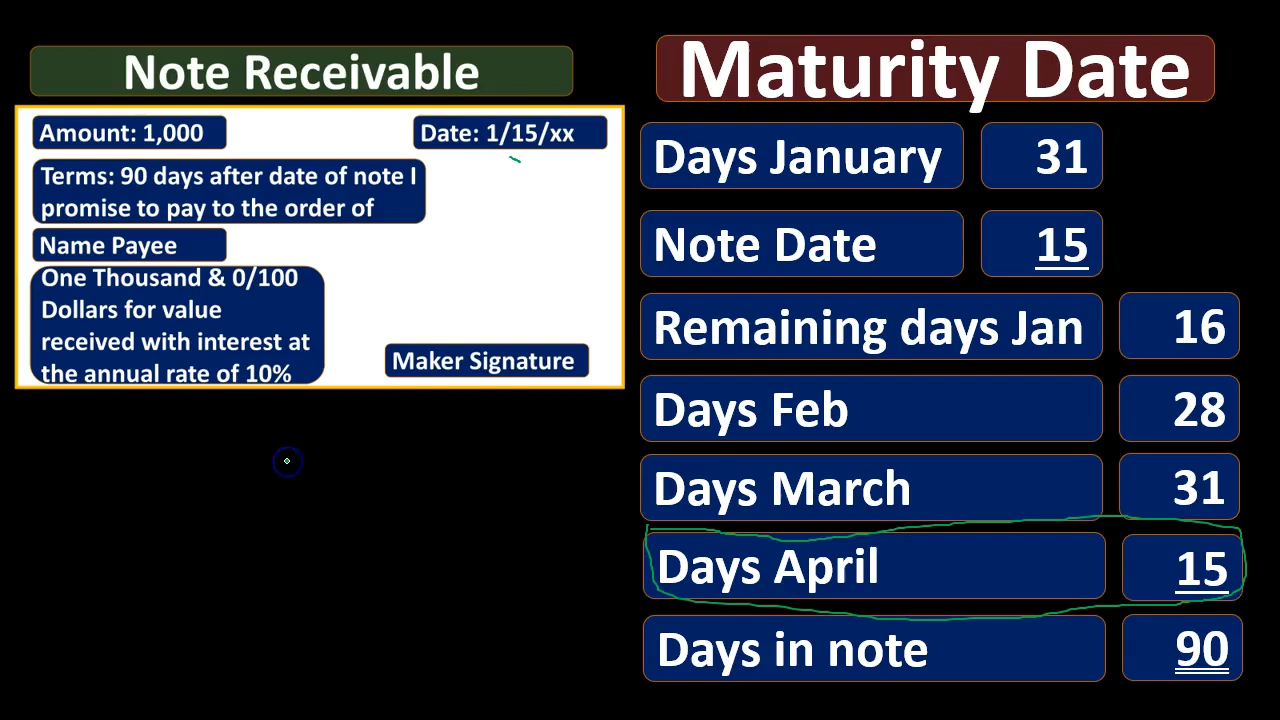 Note Receivable
Amount: 1,000
Date: 1/15/xx
Terms: 90 days after date of note I
promise to pay to the order of
Name Payee
One Thousand & 0/100
Dollars for value
received with interest at
the annual rate of 10%
Maker Signature
Maturity Date
Days January 31
Note Date 15
Remaining days Jan 16
Days Feb 28
Days March 31
Days April 15
Days in note 90